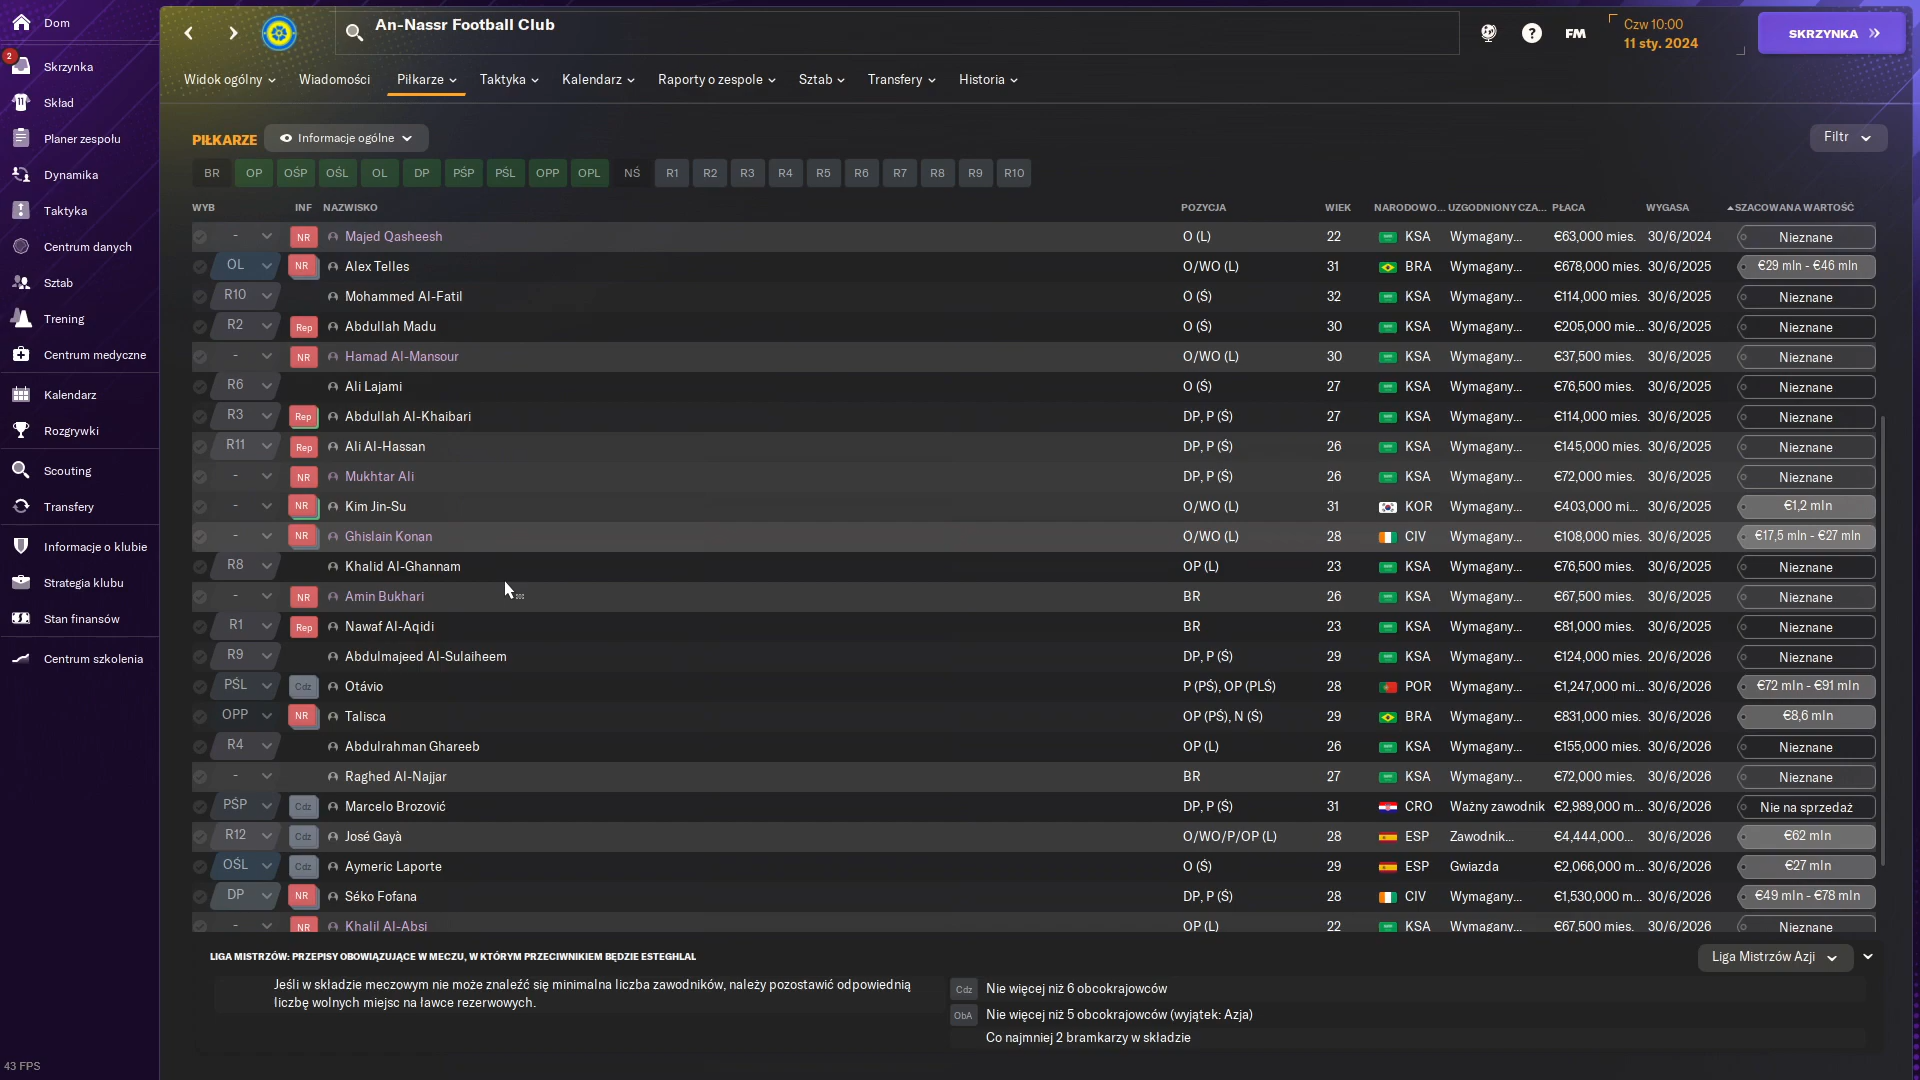 Dom
2
Skrzynka
Skład
Planer zespołu
Dynamika
Taktyka
Centrum danych
Sztab
Trening
Centrum medyczne
Kalendarz
Rozgrywki
Scouting
Transfery
Informacje o klubie
Strategia klubu
Stan finansów
Centrum szkolenia
43 FPS
An-Nassr Football Club
? FM
Czw 10:00
11 sty. 2024
SKRZYNKA
Widok ogólny Wiadomości Piłkarze Taktyka Kalendarz Raporty o zespole Sztab Transfery Historia
PIŁKARZE Informacje ogólne Filtr
BR OP OŚP OŚL OL DP PŚP PŚL OPP OPL NŚ R1 R2 R3 R4 R5 R6 R7 R8 R9 R10
WYB INF NAZWISKO POZYCJA WIEK NARODOWO... UZGODNIONY CZA... PŁACA WYGASA SZACOWANA WARTOŚĆ
- NR Majed Qasheesh O (L) 22 KSA Wymagany... €63,000 mies. 30/6/2024 Nieznane
OL NR Alex Telles O/WO (L) 31 BRA Wymagany... €678,000 mies. 30/6/2025 €29 mln - €46 mln
R10 Mohammed Al-Fatil O (Ś) 32 KSA Wymagany... €114,000 mies. 30/6/2025 Nieznane
R2 Rep Abdullah Madu O (Ś) 30 KSA Wymagany... €205,000 mie... 30/6/2025 Nieznane
- NR Hamad Al-Mansour O/WO (L) 30 KSA Wymagany... €37,500 mies. 30/6/2025 Nieznane
R6 Ali Lajami O (Ś) 27 KSA Wymagany... €76,500 mies. 30/6/2025 Nieznane
R3 Rep Abdullah Al-Khaibari DP, P (Ś) 27 KSA Wymagany... €114,000 mies. 30/6/2025 Nieznane
R11 Rep Ali Al-Hassan DP, P (Ś) 26 KSA Wymagany... €145,000 mies. 30/6/2025 Nieznane
- NR Mukhtar Ali DP, P (Ś) 26 KSA Wymagany... €72,000 mies. 30/6/2025 Nieznane
- NR Kim Jin-Su O/WO (L) 31 KOR Wymagany... €403,000 mi... 30/6/2025 €1,2 mln
- NR Ghislain Konan O/WO (L) 28 CIV Wymagany... €108,000 mies. 30/6/2025 €17,5 mln - €27 mln
R8 Khalid Al-Ghannam OP (L) 23 KSA Wymagany... €76,500 mies. 30/6/2025 Nieznane
- NR Amin Bukhari BR 26 KSA Wymagany... €67,500 mies. 30/6/2025 Nieznane
R1 Rep Nawaf Al-Aqidi BR 23 KSA Wymagany... €81,000 mies. 30/6/2025 Nieznane
R9 Abdulmajeed Al-Sulaiheem DP, P (Ś) 29 KSA Wymagany... €124,000 mies. 20/6/2026 Nieznane
PŚL Cdz Otávio P (PŚ), OP (PLŚ) 28 POR Wymagany... €1,247,000 mi... 30/6/2026 €72 mln - €91 mln
OPP NR Talisca OP (PŚ), N (Ś) 29 BRA Wymagany... €831,000 mies. 30/6/2026 €8,6 mln
R4 Abdulrahman Ghareeb OP (L) 26 KSA Wymagany... €155,000 mies. 30/6/2026 Nieznane
- Raghed Al-Najjar BR 27 KSA Wymagany... €72,000 mies. 30/6/2026 Nieznane
PŚP Cdz Marcelo Brozović DP, P (Ś) 31 CRO Ważny zawodnik €2,989,000 m... 30/6/2026 Nie na sprzedaż
R12 Cdz José Gayà O/WO/P/OP (L) 28 ESP Zawodnik... €4,444,000... 30/6/2026 €62 mln
OŚL Cdz Aymeric Laporte O (Ś) 29 ESP Gwiazda €2,066,000 m... 30/6/2026 €27 mln
DP NR Séko Fofana DP, P (Ś) 28 CIV Wymagany... €1,530,000 m... 30/6/2026 €49 mln - €78 mln
- NR Khalil Al-Absi OP (L) 22 KSA Wymagany... €67,500 mies. 30/6/2026 Nieznane
LIGA MISTRZÓW: PRZEPISY OBOWIĄZUJĄCE W MECZU, W KTÓRYM PRZECIWNIKIEM BĘDZIE ESTEGHLAL
Liga Mistrzów Azji
Jeśli w składzie meczowym nie może znaleźć się minimalna liczba zawodników, należy pozostawić odpowiednią
liczbę wolnych miejsc na ławce rezerwowych.
Cdz Nie więcej niż 6 obcokrajowców
ObA Nie więcej niż 5 obcokrajowców (wyjątek: Azja)
Co najmniej 2 bramkarzy w składzie